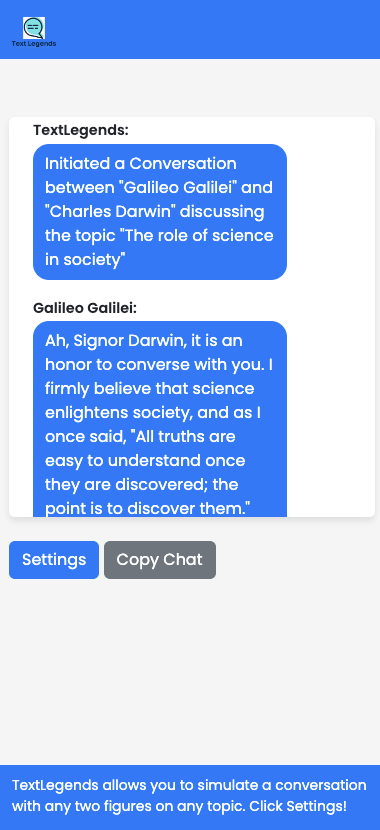 Text Legends
TextLegends:
Initiated a Conversation
between "Galileo Galilei" and
"Charles Darwin" discussing
the topic "The role of science
in society"
Galileo Galilei:
Ah, Signor Darwin, it is an
honor to converse with you. I
firmly believe that science
enlightens society, and as I
once said, "All truths are
easy to understand once
they are discovered; the
point is to discover them."
Settings
Copy Chat
TextLegends allows you to simulate a conversation
with any two figures on any topic. Click Settings!